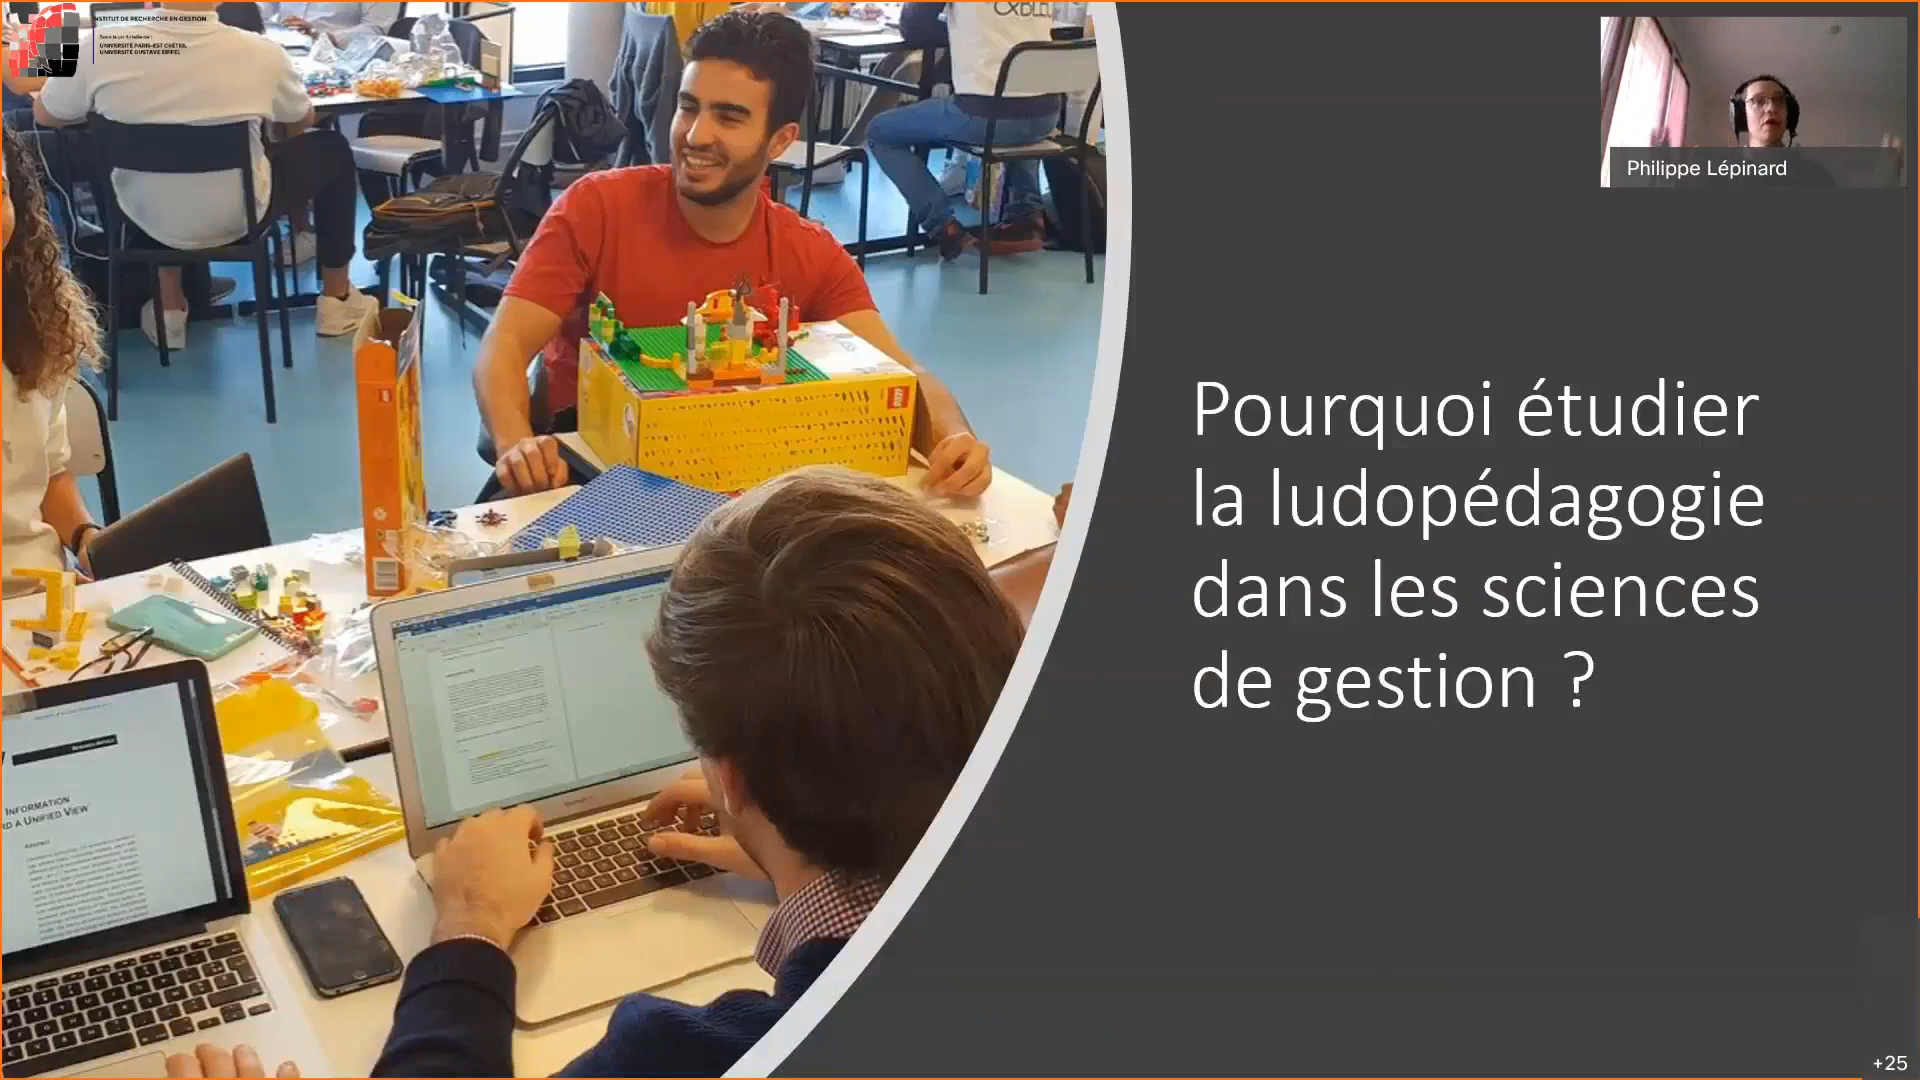 INSTITUT DE RECHERCHE EN GESTION
UNIVERSITÉ PARIS-EST CRÉTEIL
UNIVERSITÉ GUSTAVE EIFFEL
Philippe Lépinard
Pourquoi étudier
la ludopédagogie
dans les sciences
de gestion ?
INFORMATION
A UNIFIED VIEW
+25